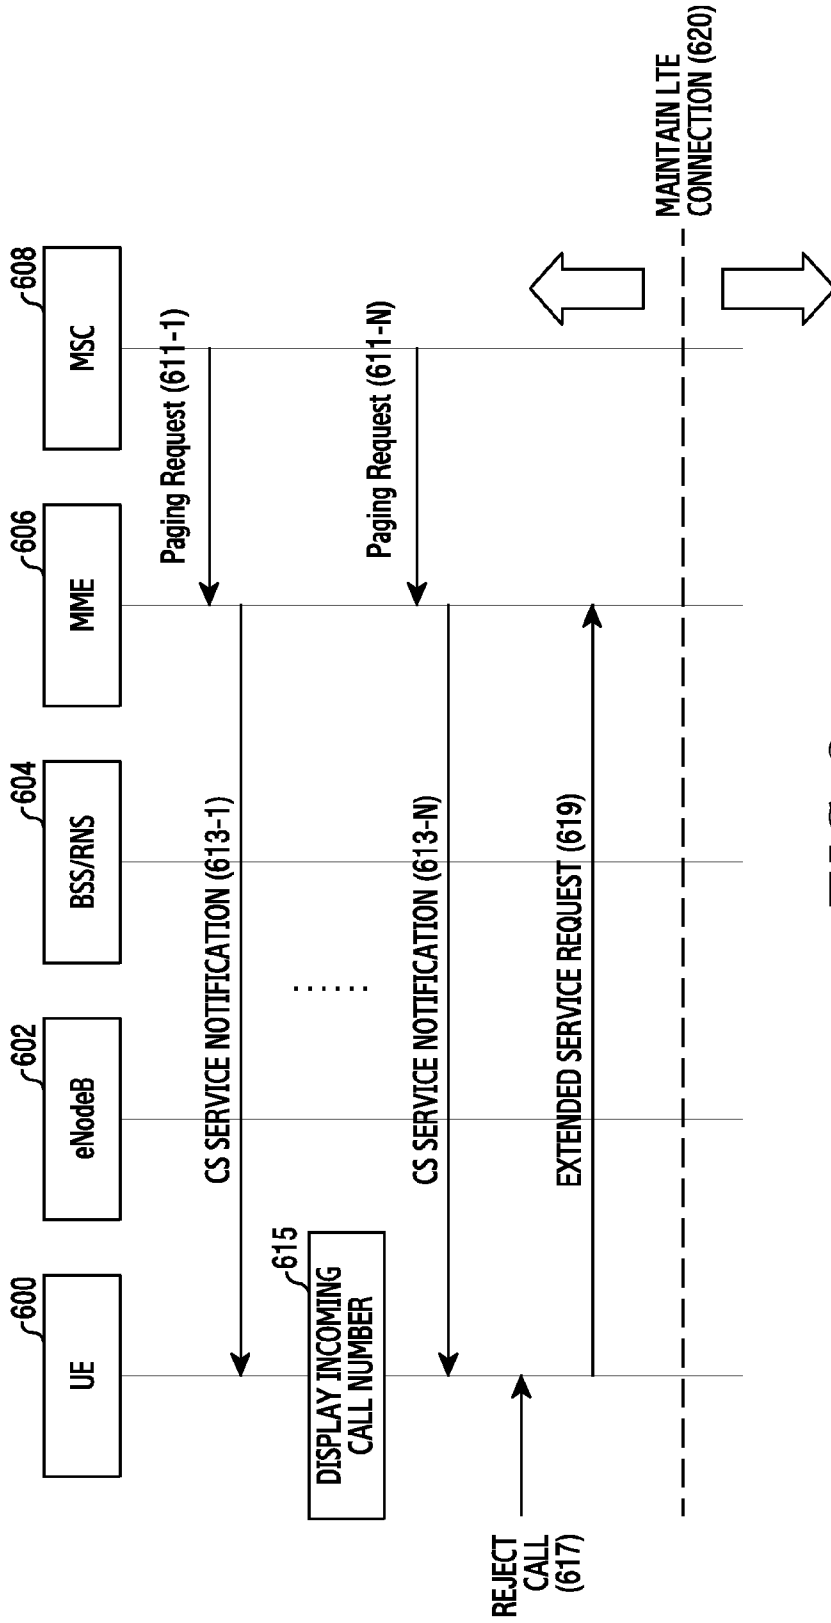 600
UE
602
eNodeB
604
BSS/RNS
606
MME
608
MSC
Paging Request (611-1)
CS SERVICE NOTIFICATION (613-1)
615
DISPLAY INCOMING
CALL NUMBER
......
Paging Request (611-N)
CS SERVICE NOTIFICATION (613-N)
REJECT
CALL
(617)
EXTENDED SERVICE REQUEST (619)
MAINTAIN LTE
CONNECTION (620)